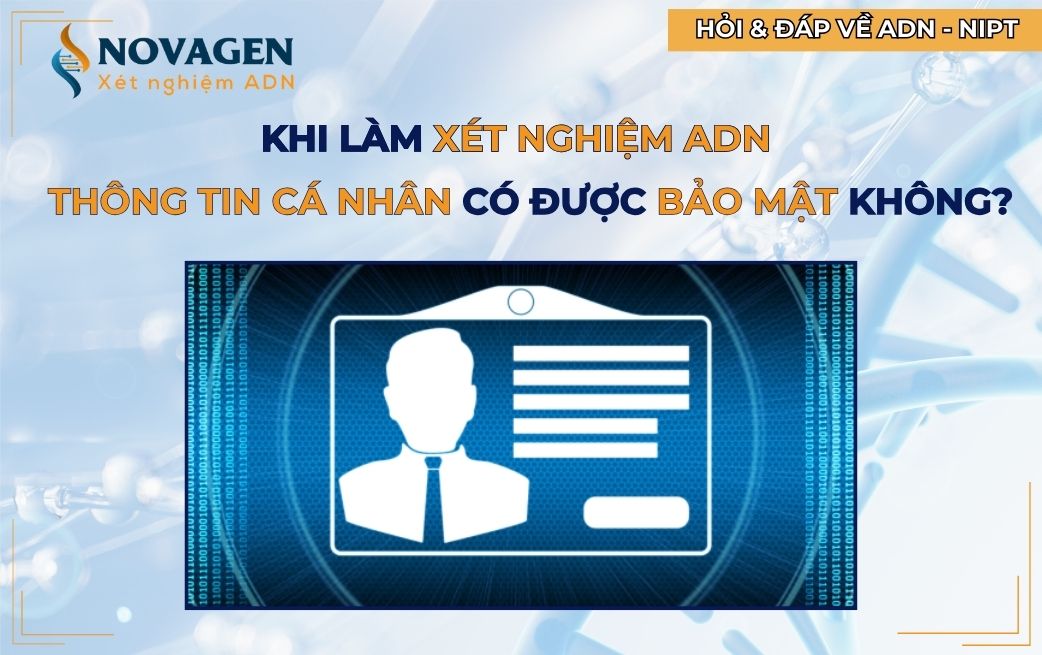 NOVAGEN
Xét nghiệm ADN
HỎI & ĐÁP VỀ ADN - NIPT
KHI LÀM XÉT NGHIỆM ADN
THÔNG TIN CÁ NHÂN CÓ ĐƯỢC BẢO MẬT KHÔNG?